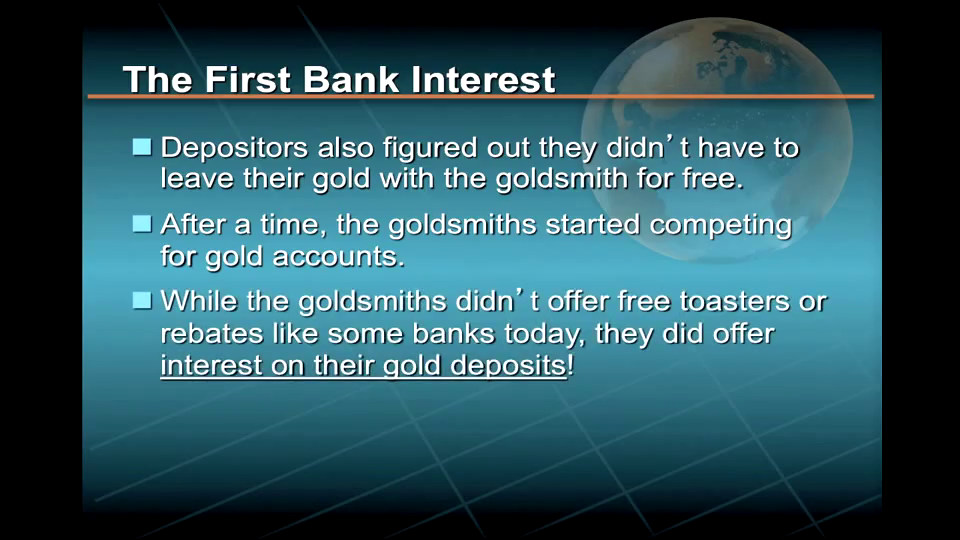 The First Bank Interest
Depositors also figured out they didn’t have to
leave their gold with the goldsmith for free.
After a time, the goldsmiths started competing
for gold accounts.
While the goldsmiths didn’t offer free toasters or
rebates like some banks today, they did offer
interest on their gold deposits!